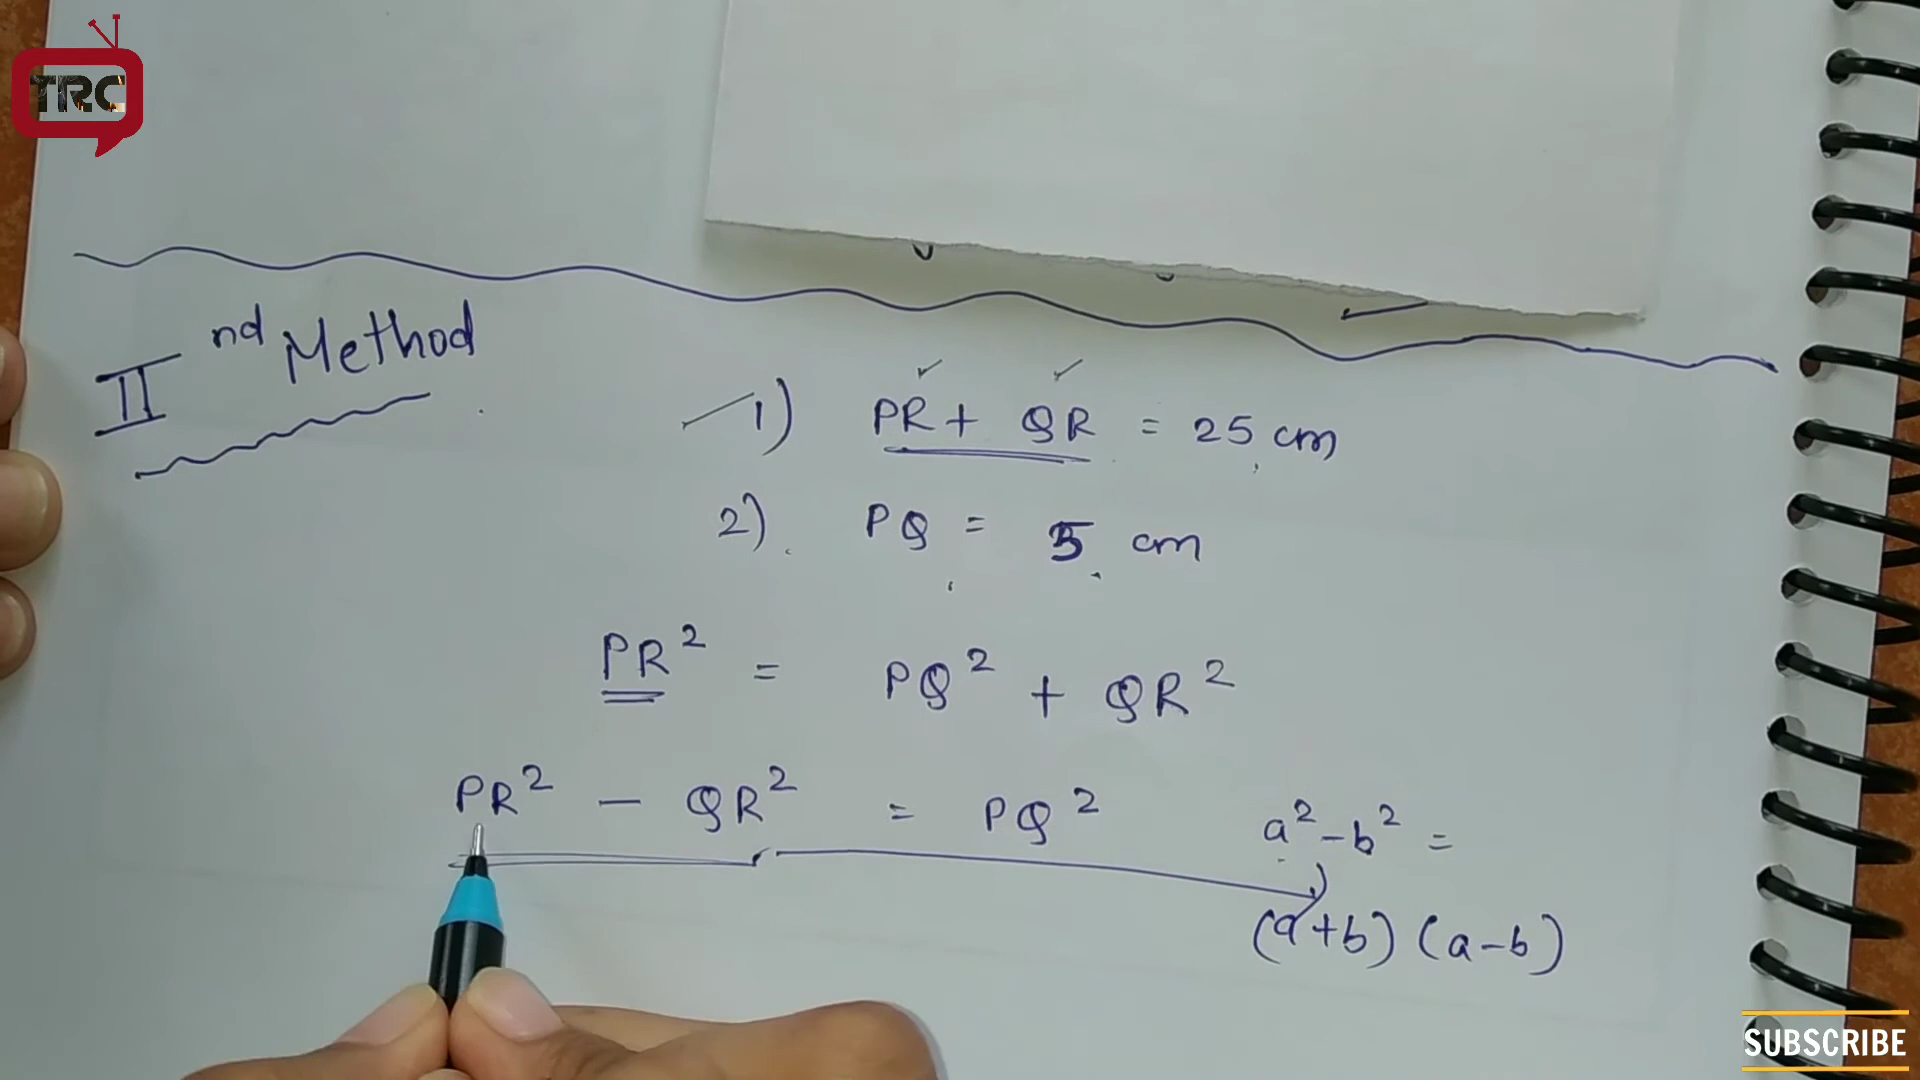 TRC
II nd Method
1) PR + QR = 25 cm
2) PQ = 5 cm
PR² = PQ² + QR²
PR² − QR² = PQ²
a² − b² =
(a+b) (a−b)
SUBSCRIBE